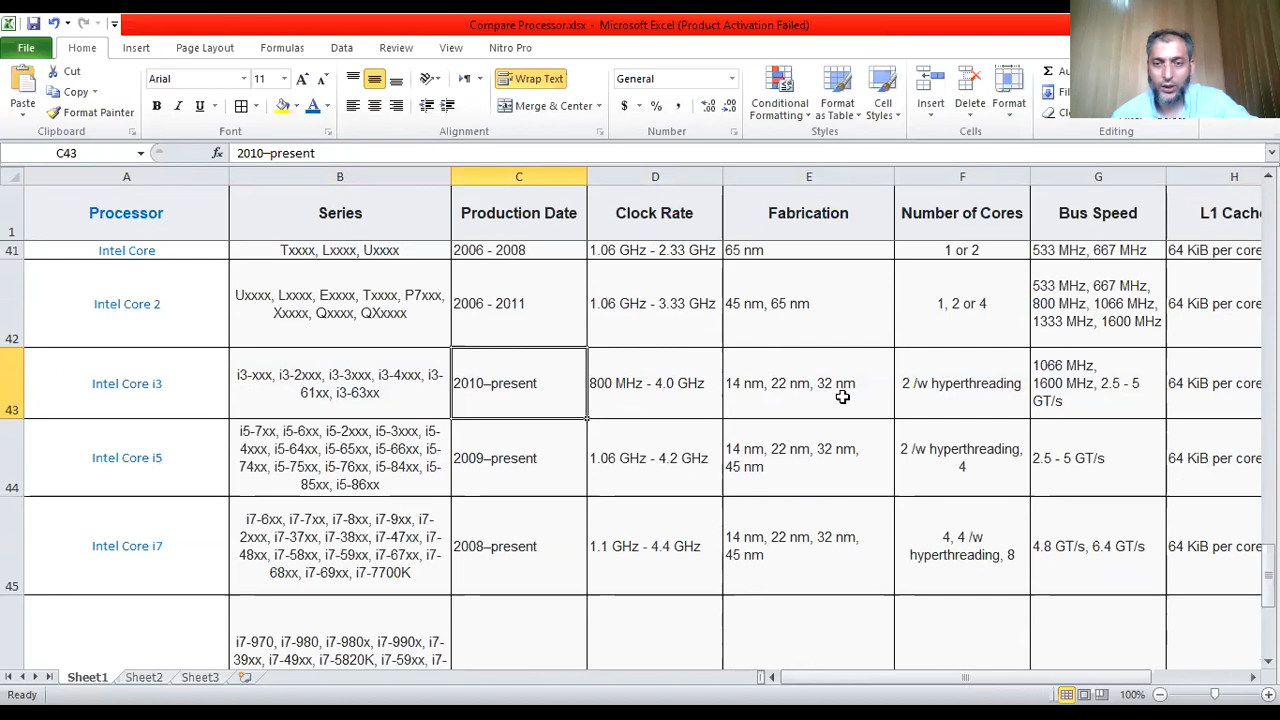 Compare Processor.xlsx - Microsoft Excel (Product Activation Failed)
File Home Insert Page Layout Formulas Data Review View Nitro Pro
Paste
Cut
Copy
Format Painter
Clipboard
Arial 11
B I U
Font
Wrap Text
Merge & Center
Alignment
General
$ % ,
Number
Conditional Formatting
Format as Table
Cell Styles
Styles
Insert Delete Format
Cells
Editing
C43 fx 2010–present
A B C D E F G H
1 Processor Series Production Date Clock Rate Fabrication Number of Cores Bus Speed L1 Cache
41 Intel Core Txxxx, Lxxxx, Uxxxx 2006 - 2008 1.06 GHz - 2.33 GHz 65 nm 1 or 2 533 MHz, 667 MHz 64 KiB per core
42 Intel Core 2
Uxxxx, Lxxxx, Exxxx, Txxxx, P7xxx,
Xxxxx, Qxxxx, QXxxxx
2006 - 2011
1.06 GHz - 3.33 GHz
45 nm, 65 nm
1, 2 or 4
533 MHz, 667 MHz,
800 MHz, 1066 MHz,
1333 MHz, 1600 MHz
64 KiB per core
43 Intel Core i3
i3-xxx, i3-2xxx, i3-3xxx, i3-4xxx, i3-
61xx, i3-63xx
2010–present
800 MHz - 4.0 GHz
14 nm, 22 nm, 32 nm
2 /w hyperthreading
1066 MHz,
1600 MHz, 2.5 - 5
GT/s
64 KiB per core
44 Intel Core i5
i5-7xx, i5-6xx, i5-2xxx, i5-3xxx, i5-
4xxx, i5-64xx, i5-65xx, i5-66xx, i5-
74xx, i5-75xx, i5-76xx, i5-84xx, i5-
85xx, i5-86xx
2009–present
1.06 GHz - 4.2 GHz
14 nm, 22 nm, 32 nm,
45 nm
2 /w hyperthreading,
4
2.5 - 5 GT/s
64 KiB per core
45 Intel Core i7
i7-6xx, i7-7xx, i7-8xx, i7-9xx, i7-
2xxx, i7-37xx, i7-38xx, i7-47xx, i7-
48xx, i7-58xx, i7-59xx, i7-67xx, i7-
68xx, i7-69xx, i7-7700K
2008–present
1.1 GHz - 4.4 GHz
14 nm, 22 nm, 32 nm,
45 nm
4, 4 /w
hyperthreading, 8
4.8 GT/s, 6.4 GT/s
64 KiB per core
i7-970, i7-980, i7-980x, i7-990x, i7-
39xx, i7-49xx, i7-5820K, i7-59xx, i7-
Sheet1 Sheet2 Sheet3
Ready 100%